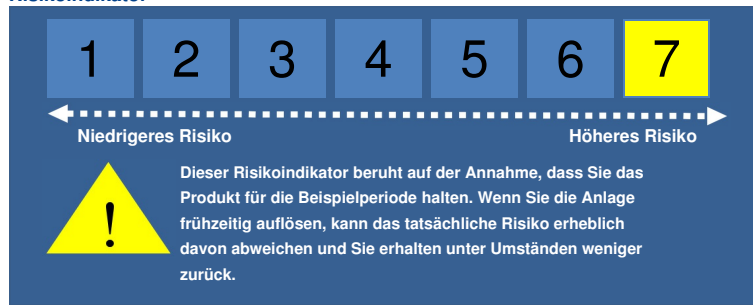 Risikoindikator
1 2 3 4 5 6 7
Niedrigeres Risiko Höheres Risiko
!
Dieser Risikoindikator beruht auf der Annahme, dass Sie das
Produkt für die Beispielperiode halten. Wenn Sie die Anlage
frühzeitig auflösen, kann das tatsächliche Risiko erheblich
davon abweichen und Sie erhalten unter Umständen weniger
zurück.